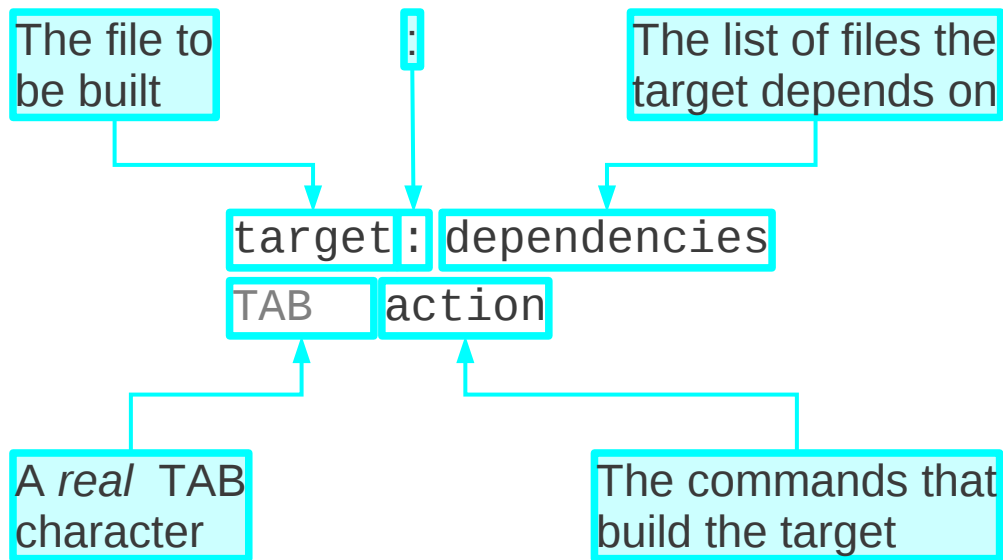 The file to
be built
:
The list of files the
target depends on
target: dependencies
TAB action
A real TAB
character
The commands that
build the target